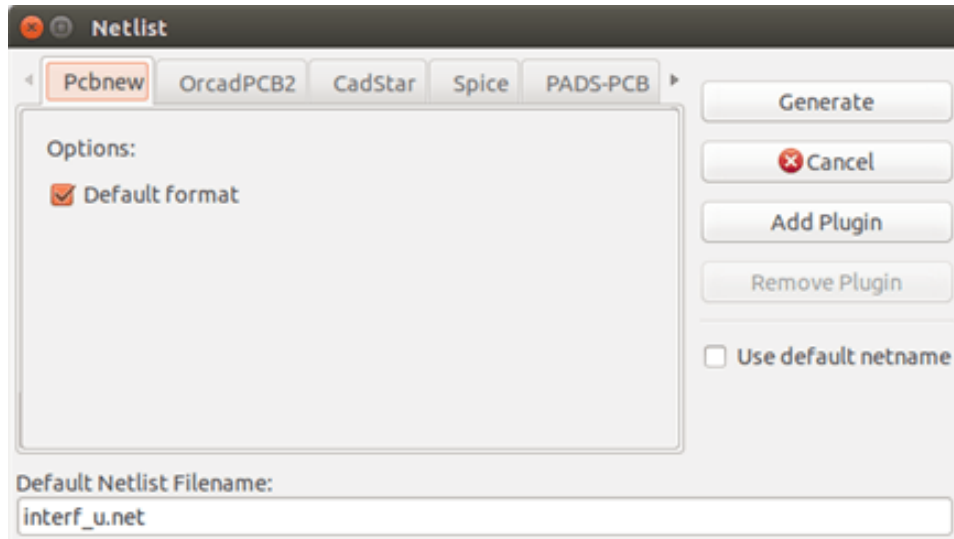 Netlist
Pcbnew OrcadPCB2 CadStar Spice PADS-PCB
Generate
Options:
Cancel
Default format
Add Plugin
Remove Plugin
Use default netname
Default Netlist Filename:
interf_u.net